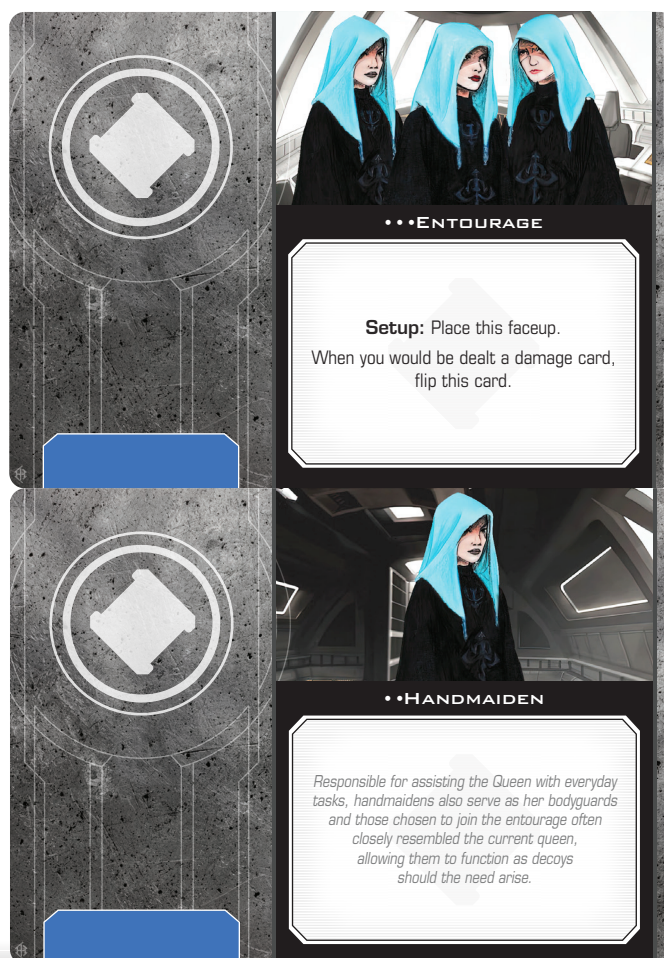 •••Entourage
Setup: Place this faceup.
When you would be dealt a damage card,
flip this card.
••Handmaiden
Responsible for assisting the Queen with everyday
tasks, handmaidens also serve as her bodyguards
and those chosen to join the entourage often
closely resembled the current queen,
allowing them to function as decoys
should the need arise.